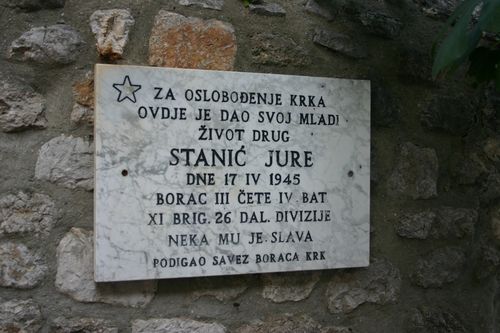 ZA OSLOBOĐENJE KRKA
OVDJE JE DAO SVOJ MLADI
ŽIVOT DRUG
STANIĆ JURE
DNE 17 IV 1945
BORAC III ČETE IV. BAT
XI BRIG. 26 DAL. DIVIZIJE
NEKA MU JE SLAVA
PODIGAO SAVEZ BORACA KRK